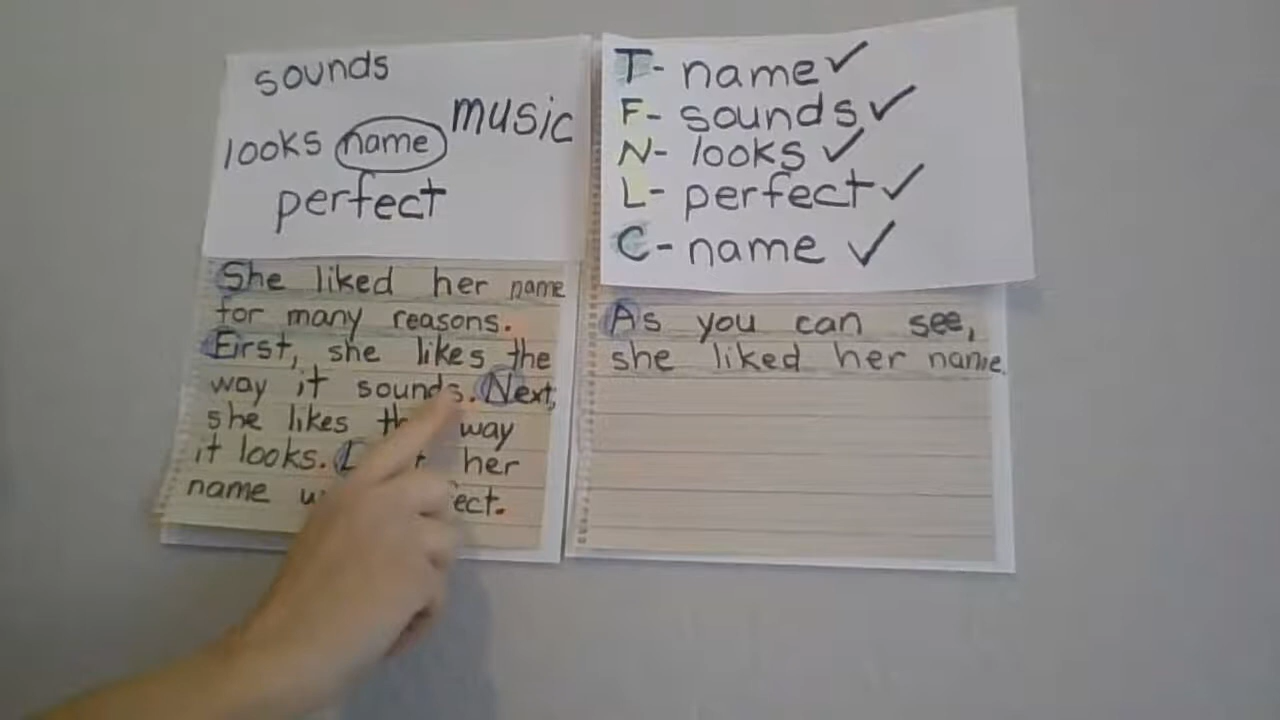 sounds
music
looks name
perfect
She liked her name
for many reasons.
First, she likes the
way it sounds. Next,
she likes way
it looks. her
name
T- name ✓
F- sounds ✓
N- looks ✓
L- perfect ✓
C- name ✓
As you can see,
she liked her name.